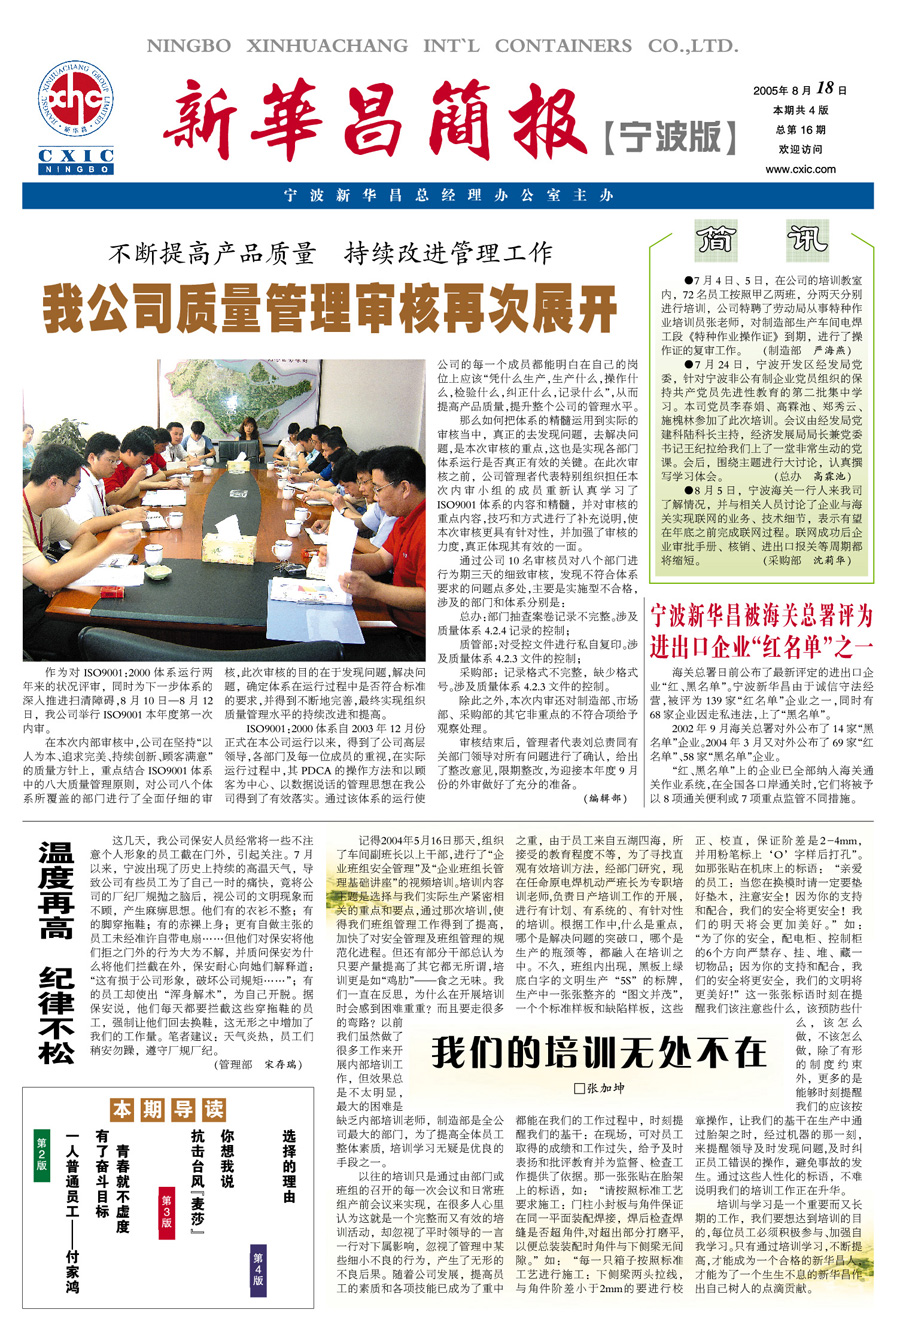 NINGBO XINHUACHANG INT`L CONTAINERS CO.,LTD.
JIANGSU XINHUACHANG GROUP LIMITED
xhc
·新华昌·
CXIC
NINGBO
新華昌簡报【宁波版】
2005年8月18日
本期共4版
总第16期
欢迎访问
www.cxic.com
宁波新华昌总经理办公室主办
不断提高产品质量 持续改进管理工作
我公司质量管理审核再次展开
作为对ISO9001:2000体系运行两
年来的状况评审，同时为下一步体系的
深入推进扫清障碍,8月10日—8月12
日，我公司举行ISO9001本年度第一次
内审。
在本次内部审核中,公司在坚持“以
人为本、追求完美、持续创新、顾客满意”
的质量方针上，重点结合ISO9001体系
中的八大质量管理原则，对公司八个体
系所覆盖的部门进行了全面仔细的审
核,此次审核的目的在于发现问题,解决问
题，确定体系在运行过程中是否符合标准
的要求,并得到不断地完善,最终实现组织
质量管理水平的持续改进和提高。
ISO9001:2000体系自2003年12月份
正式在本公司运行以来，得到了公司高层
领导,各部门及每一位成员的重视,在实际
运行过程中,其PDCA的操作方法和以顾
客为中心、以数据说话的管理思想在我公
司得到了有效落实。通过该体系的运行使
公司的每一个成员都能明白在自己的岗
位上应该“凭什么生产,生产什么,操作什
么,检验什么,纠正什么,记录什么”,从而
提高产品质量,提升整个公司的管理水平。
那么如何把体系的精髓运用到实际的
审核当中，真正的去发现问题，去解决问
题,是本次审核的重点,这也是实现各部门
体系运行是否真正有效的关键。在此次审
核之前，公司管理者代表特别组织担任本
次内审小组的成员重新认真学习了
ISO9001体系的内容和精髓，并对审核的
重点内容,技巧和方式进行了补充说明,使
本次审核更具有针对性，并加强了审核的
力度,真正体现其有效的一面。
通过公司10名审核员对八个部门进
行为期三天的细致审核，发现不符合体系
要求的问题点多处,主要是实施型不合格,
涉及的部门和体系分别是:
总办:部门抽查案卷记录不完整。涉及
质量体系4.2.4记录的控制;
质管部:对受控文件进行私自复印。涉
及质量体系4.2.3文件的控制;
采购部：记录格式不完整，缺少格式
号。涉及质量体系4.2.3文件的控制。
除此之外,本次内审还对制造部、市场
部、采购部的其它非重点的不符合项给予
观察处理。
审核结束后，管理者代表刘总责同有
关部门领导对所有问题进行了确认，给出
了整改意见,限期整改,为迎接本年度9月
份的外审做好了充分的准备。
（编辑部）
简讯
●7月4日、5日，在公司的培训教室
内，72名员工按照甲乙两班，分两天分别
进行培训，公司特聘了劳动局从事特种作
业培训员张老师，对制造部生产车间电焊
工段《特种作业操作证》到期，进行了操
作证的复审工作。 （制造部 严海燕）
●7月24日，宁波开发区经发局党
委，针对宁波非公有制企业党员组织的保
持共产党员先进性教育的第二批集中学
习。本司党员李春娟、高霖池、郑秀云、
施槐林参加了此次培训。会议由经发局党
建科陆科长主持，经济发展局局长兼党委
书记王纪拉给我们上了一堂非常生动的党
课。会后，围绕主题进行大讨论，认真撰
写学习体会。 （总办 高霖池）
●8月5日，宁波海关一行人来我司
了解情况，并与相关人员讨论了企业与海
关实现联网的业务、技术细节，表示有望
在年底之前完成联网过程。联网成功后企
业审批手册、核销、进出口报关等周期都
将缩短。 （采购部 沈莉华）
宁波新华昌被海关总署评为
进出口企业“红名单”之一
海关总署日前公布了最新评定的进出口企
业“红、黑名单”。宁波新华昌由于诚信守法经
营,被评为139家“红名单”企业之一,同时有
68家企业因走私违法,上了“黑名单”。
2002年9月海关总署对外公布了14家“黑
名单”企业。2004年3月又对外公布了69家“红
名单”、58家“黑名单”企业。
“红、黑名单”上的企业已全部纳入海关通
关作业系统,在全国各口岸通关时,它们将被予
以8项通关便利或7项重点监管不同措施。
温度再高 纪律不松
这几天，我公司保安人员经常将一些不注
意个人形象的员工截在门外，引起关注。7月
以来，宁波出现了历史上持续的高温天气，导
致公司有些员工为了自己一时的痛快，竟将公
司的厂纪厂规抛之脑后，视公司的文明现象而
不顾，产生麻痹思想。他们有的衣衫不整；有
的脚穿拖鞋；有的赤裸上身；更有自做主张的
员工未经准许自带电扇……但他们对保安将他
们拒之门外的行为大为不解，并质问保安为什
么将他们拦截在外，保安耐心向她们解释道：
“这有损于公司形象，破坏公司规矩……”；有
的员工却使出“浑身解术”，为自己开脱。据
保安说，他们每天都要拦截这些穿拖鞋的员
工，强制让他们回去换鞋，这无形之中增加了
我们的工作量。笔者建议：天气炎热，员工们
稍安勿躁，遵守厂规厂纪。
（管理部 宋存瑞）
本期导读
第2版
一人普通员工——付家鸿
有了奋斗目标
青春就不虚度
第3版
抗击台风『麦莎』
你想我说
第4版
选择的理由
我们的培训无处不在
□张加坤
记得2004年5月16日那天,组织
了车间副班长以上干部,进行了“企
业班组安全管理”及“企业班组长管
理基础讲座”的视频培训。培训内容
主题是选择与我们实际生产紧密相
关的重点和要点,通过那次培训,使
得我们班组管理工作得到了提高,
加快了对安全管理及班组管理的规
范化进程。但还有部分干部总认为
只要产量提高了其它都无所谓,培
训更是如“鸡肋”——食之无味。我
们一直在反思，为什么在开展培训
时会感到困难重重？而且要走很多
的弯路？以前
我们虽然做了
很多工作来开
展内部培训工
作，但效果总
是不太明显，
最大的困难是
缺乏内部培训老师，制造部是全公
司最大的部门，为了提高全体员工
整体素质，培训学习无疑是优良的
手段之一。
以往的培训只是通过由部门或
班组的召开的每一次会议和日常班
组产前会议来实现，在很多人心里
认为这就是一个完整而又有效的培
训活动，却忽视了平时领导的一言
一行对下属影响，忽视了管理中某
些细小不良的行为，产生了无形的
不良后果。随着公司发展，提高员
工的素质和各项技能已成为了重中
之重，由于员工来自五湖四海，所
接受的教育程度不等，为了寻找直
观有效培训方法，经部门研究，现
在任命原电焊机动严班长为专职培
训老师,负责日产培训工作的开展，
进行有计划、有系统的、有针对性
的培训。根据工作中,什么是重点，
哪个是解决问题的突破口，哪个是
生产的瓶颈等，都融入在培训之
中。不久，班组内出现，黑板上绿
底白字的文明生产“5S”的标牌，
生产中一张张整齐的“图文并茂”，
一个个标准样板和缺陷样板，这些
都能在我们的工作过程中，时刻提
醒我们的基干：在现场，可对员工
取得的成绩和工作过失，给予及时
表扬和批评教育并为监督、检查工
作提供了依据。那一张张贴在胎架
上的标语，如：“请按照标准工艺
要求施工；门柱小封板与角件保证
在同一平面装配焊接，焊后检查焊
缝是否超角件,对超出部分打磨平，
以便总装装配时角件与下侧梁无间
隙。”如：“每一只箱子按照标准
工艺进行施工；下侧梁两头拉线，
与角件阶差小于2mm的要进行校
正、校直，保证阶差是2-4mm，
并用粉笔标上‘O’字样后打孔”。
如那张贴在机床上的标语：“亲爱
的员工：当您在换模时请一定要垫
好垫木，注意安全！因为你的支持
和配合，我们的安全将更安全！我
们的明天将会更加美好。”如：
“为了你的安全，配电柜、控制柜
的6个方向严禁存、挂、堆、藏一
切物品；因为你的支持和配合，我
们的安全将更安全，我们的文明将
更美好！”这一张张标语时刻在提
醒我们该注意些什么，该预防些什
么，该怎么
做，不该怎么
做，除了有形
的制度约束
外，更多的是
能够时刻提醒
我们的应该按
章操作，让我们的基干在生产中通
过胎架之时，经过机器的那一刻，
来提醒领导及时发现问题,及时纠
正员工错误的操作，避免事故的发
生。通过这些人性化的标语，不难
说明我们的培训工作正在升华。
培训与学习是一个重要而又长
期的工作，我们要想达到培训的目
的,每位员工必须积极参与、加强自
我学习。只有通过培训学习,不断提
高,才能成为一个合格的新华昌人，
才能为了一个生生不息的新华昌作
出自己树人的点滴贡献。